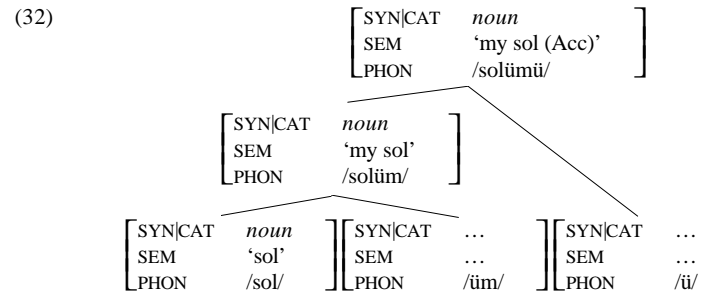 (32)
SYN|CAT noun
SEM ‘my sol (Acc)’
PHON /solümü/
SYN|CAT noun
SEM ‘my sol’
PHON /solüm/
SYN|CAT noun SYN|CAT … SYN|CAT …
SEM ‘sol’ SEM … SEM …
PHON /sol/ PHON /üm/ PHON /ü/